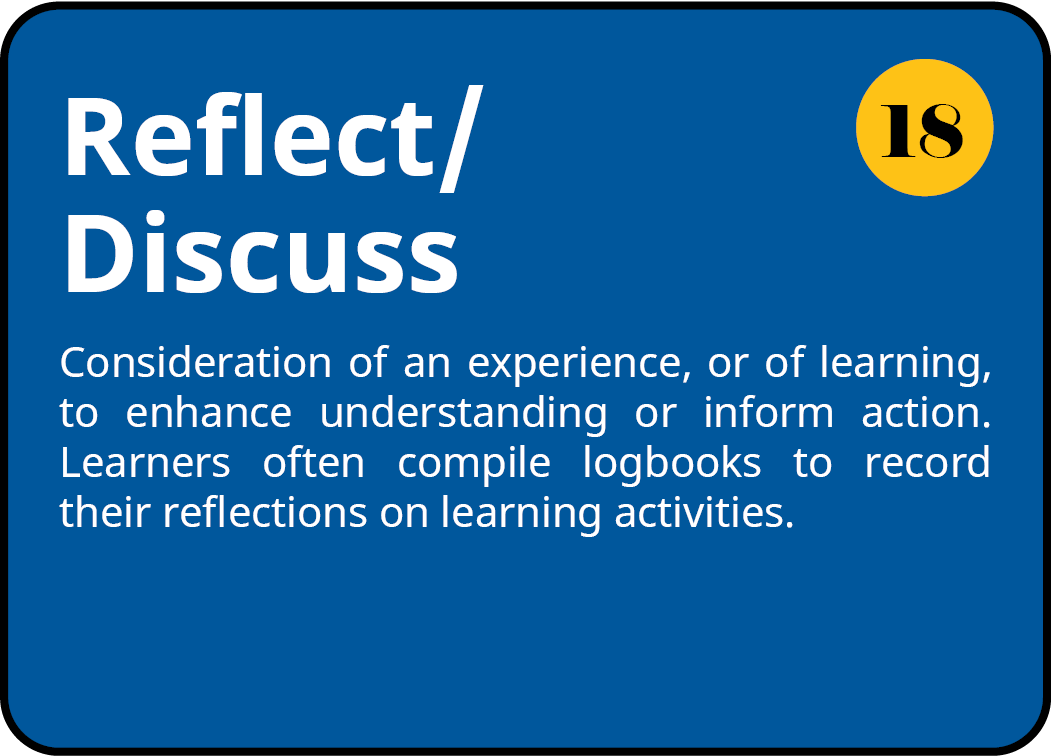 Reflect/
18
Discuss
Consideration of an experience, or of learning,
to enhance understanding or inform action.
Learners often compile logbooks to record
their reflections on learning activities.